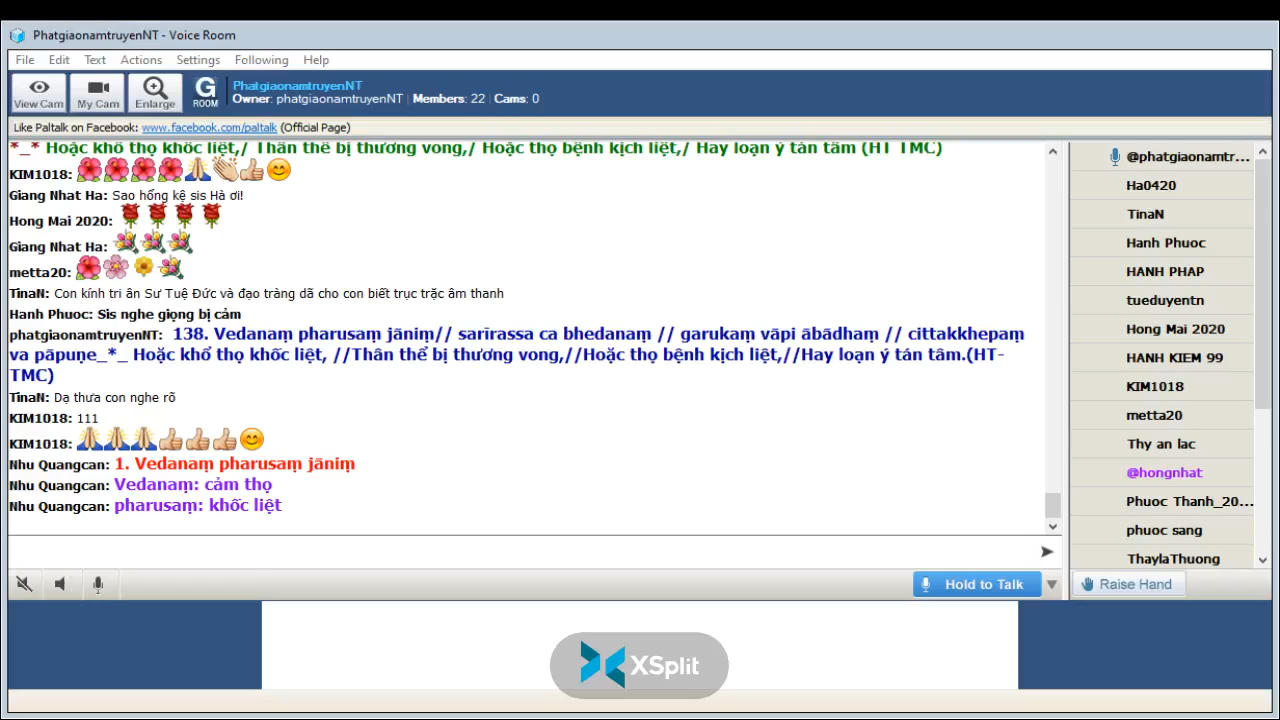 PhatgiaonamtruyenNT - Voice Room
File Edit Text Actions Settings Following Help
View Cam My Cam Enlarge G ROOM
PhatgiaonamtruyenNT
Owner: phatgiaonamtruyenNT | Members: 22 | Cams: 0
Like Paltalk on Facebook: www.facebook.com/paltalk (Official Page)
*_* Hoặc khổ thọ khốc liệt,/ Thân thể bị thương vong,/ Hoặc thọ bệnh kịch liệt,/ Hay loạn ý tán tâm (HT TMC)
KIM1018:
Giang Nhat Ha: Sao hổng kệ sis Hà ơi!
Hong Mai 2020:
Giang Nhat Ha:
metta20:
TinaN: Con kính tri ân Sư Tuệ Đức và đạo tràng dã cho con biết trục trặc âm thanh
Hanh Phuoc: Sis nghe giọng bị cảm
phatgiaonamtruyenNT: 138. Vedanaṃ pharusaṃ jāniṃ// sarīrassa ca bhedanaṃ // garukaṃ vāpi ābādhaṃ // cittakkhepaṃ
va pāpuṇe_*_ Hoặc khổ thọ khốc liệt, //Thân thể bị thương vong,//Hoặc thọ bệnh kịch liệt,//Hay loạn ý tán tâm.(HT-
TMC)
TinaN: Dạ thưa con nghe rõ
KIM1018: 111
KIM1018:
Nhu Quangcan: 1. Vedanaṃ pharusaṃ jāniṃ
Nhu Quangcan: Vedanaṃ: cảm thọ
Nhu Quangcan: pharusaṃ: khốc liệt
@phatgiaonamtr...
Ha0420
TinaN
Hanh Phuoc
HANH PHAP
tueduyentn
Hong Mai 2020
HANH KIEM 99
KIM1018
metta20
Thy an lac
@hongnhat
Phuoc Thanh_20...
phuoc sang
ThaylaThuong
Hold to Talk
Raise Hand
XSplit